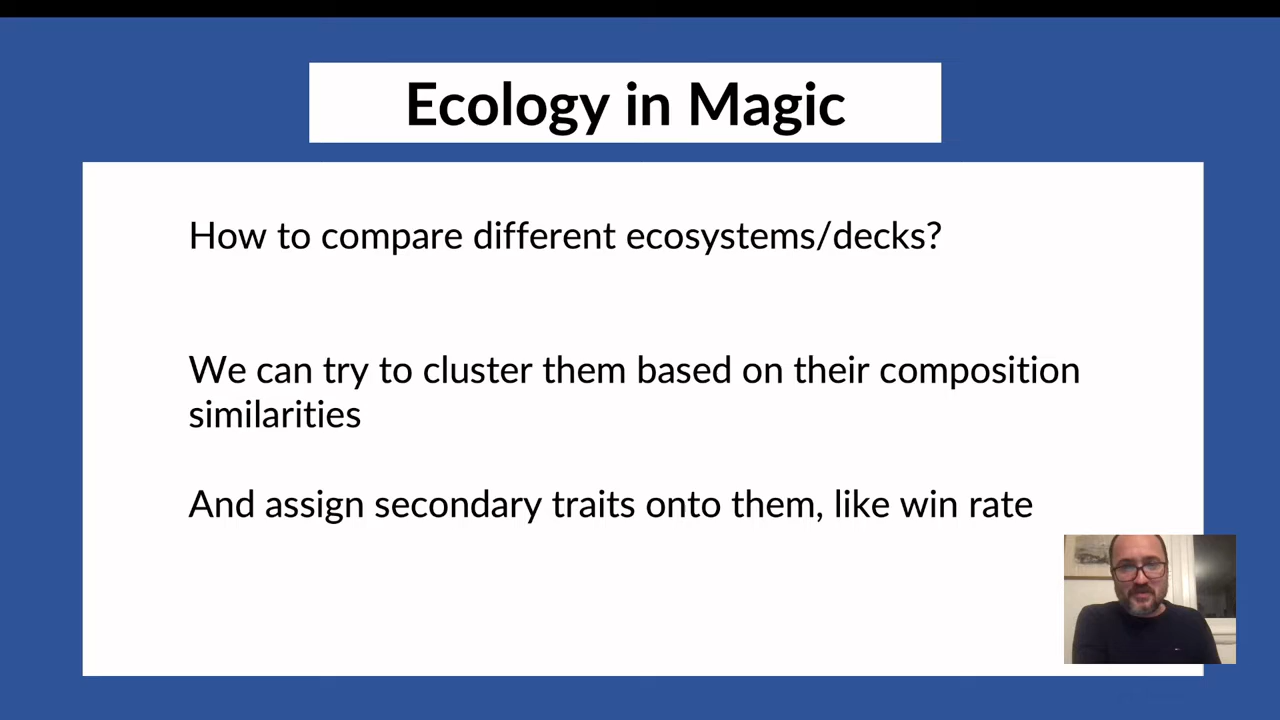 Ecology in Magic
How to compare different ecosystems/decks?
We can try to cluster them based on their composition
similarities
And assign secondary traits onto them, like win rate